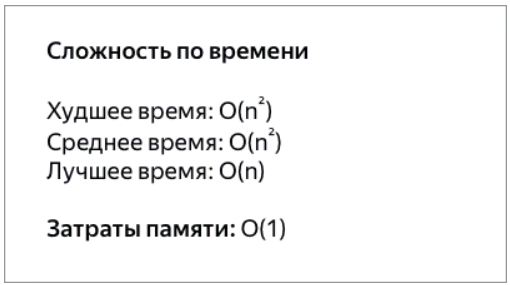 Сложность по времени
Худшее время: O(n²)
Среднее время: O(n²)
Лучшее время: O(n)
Затраты памяти: O(1)